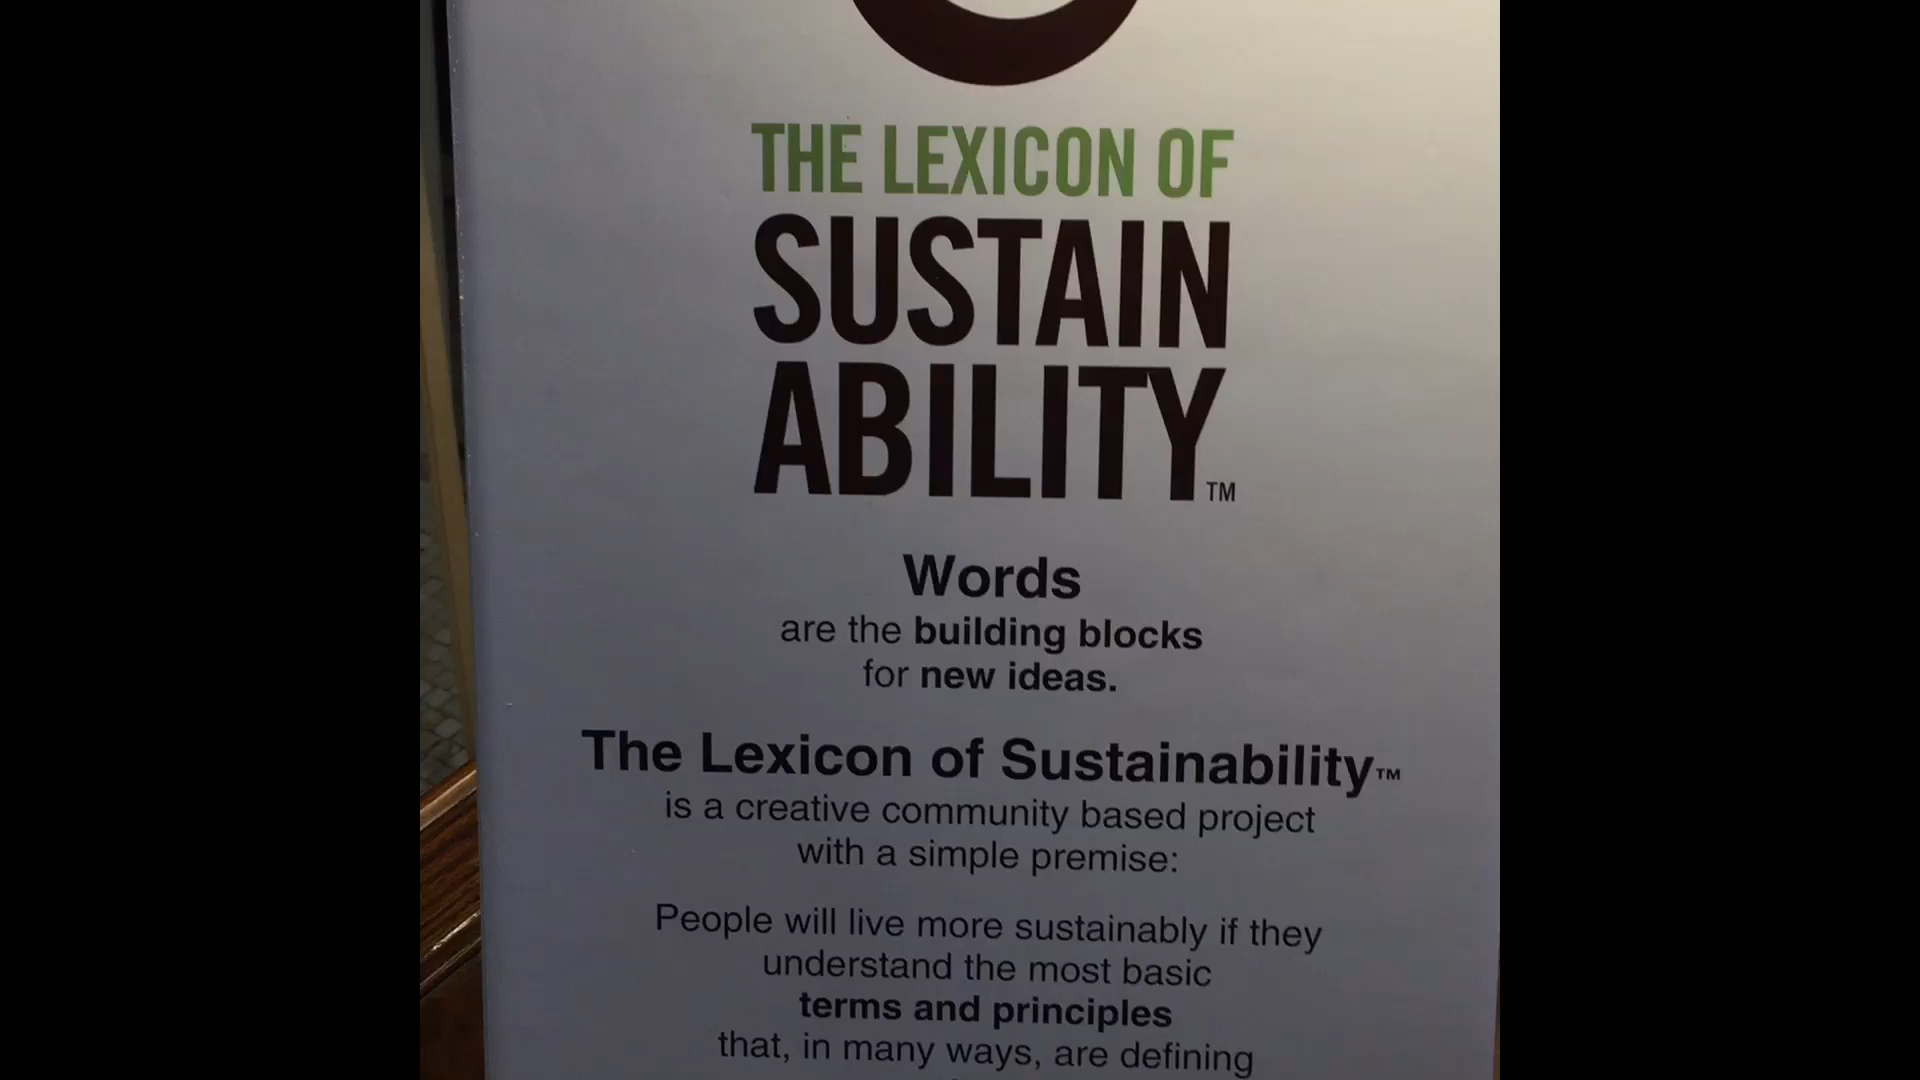 THE LEXICON OF
SUSTAIN
ABILITY™
Words
are the building blocks
for new ideas.
The Lexicon of Sustainability™
is a creative community based project
with a simple premise:
People will live more sustainably if they
understand the most basic
terms and principles
that, in many ways, are defining